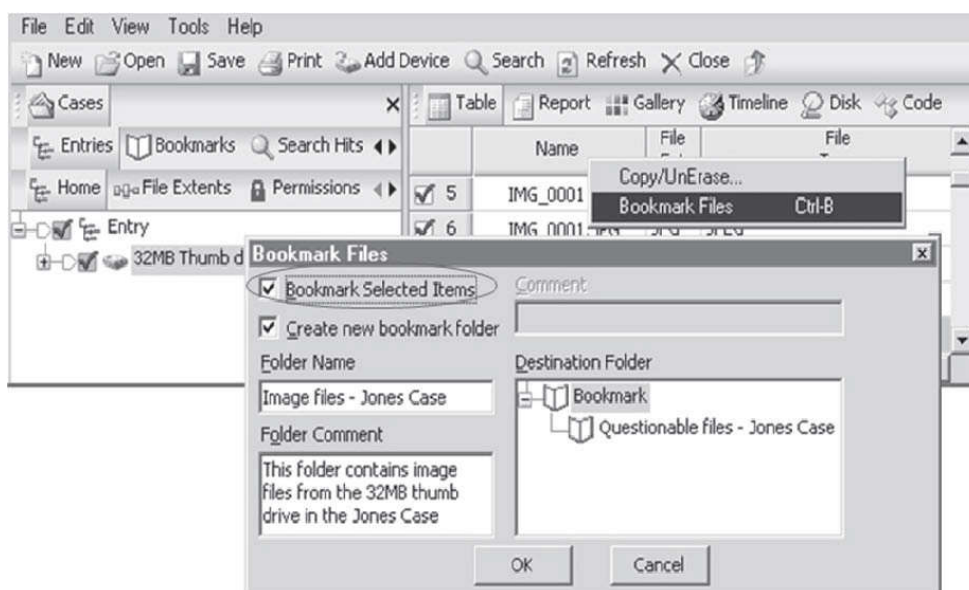 File Edit View Tools Help
New Open Save Print Add Device Search Refresh Close
Cases
Table Report Gallery Timeline Disk Code
Entries Bookmarks Search Hits
Home File Extents Permissions
Name File File
Copy/UnErase...
Bookmark Files Ctrl-B
5 IMG_0001
6 IMG_0001.JPG JPG JPEG
Entry
32MB Thumb d
Bookmark Files
Bookmark Selected Items
Comment
Create new bookmark folder
Folder Name
Destination Folder
Image files - Jones Case
Bookmark
Questionable files - Jones Case
Folder Comment
This folder contains image
files from the 32MB thumb
drive in the Jones Case
OK Cancel